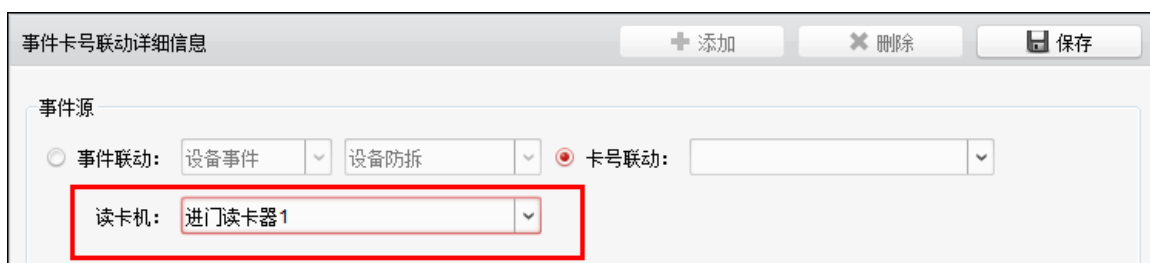 事件卡号联动详细信息 添加 删除 保存
事件源
事件联动： 设备事件 设备防拆 卡号联动：
读卡机： 进门读卡器1